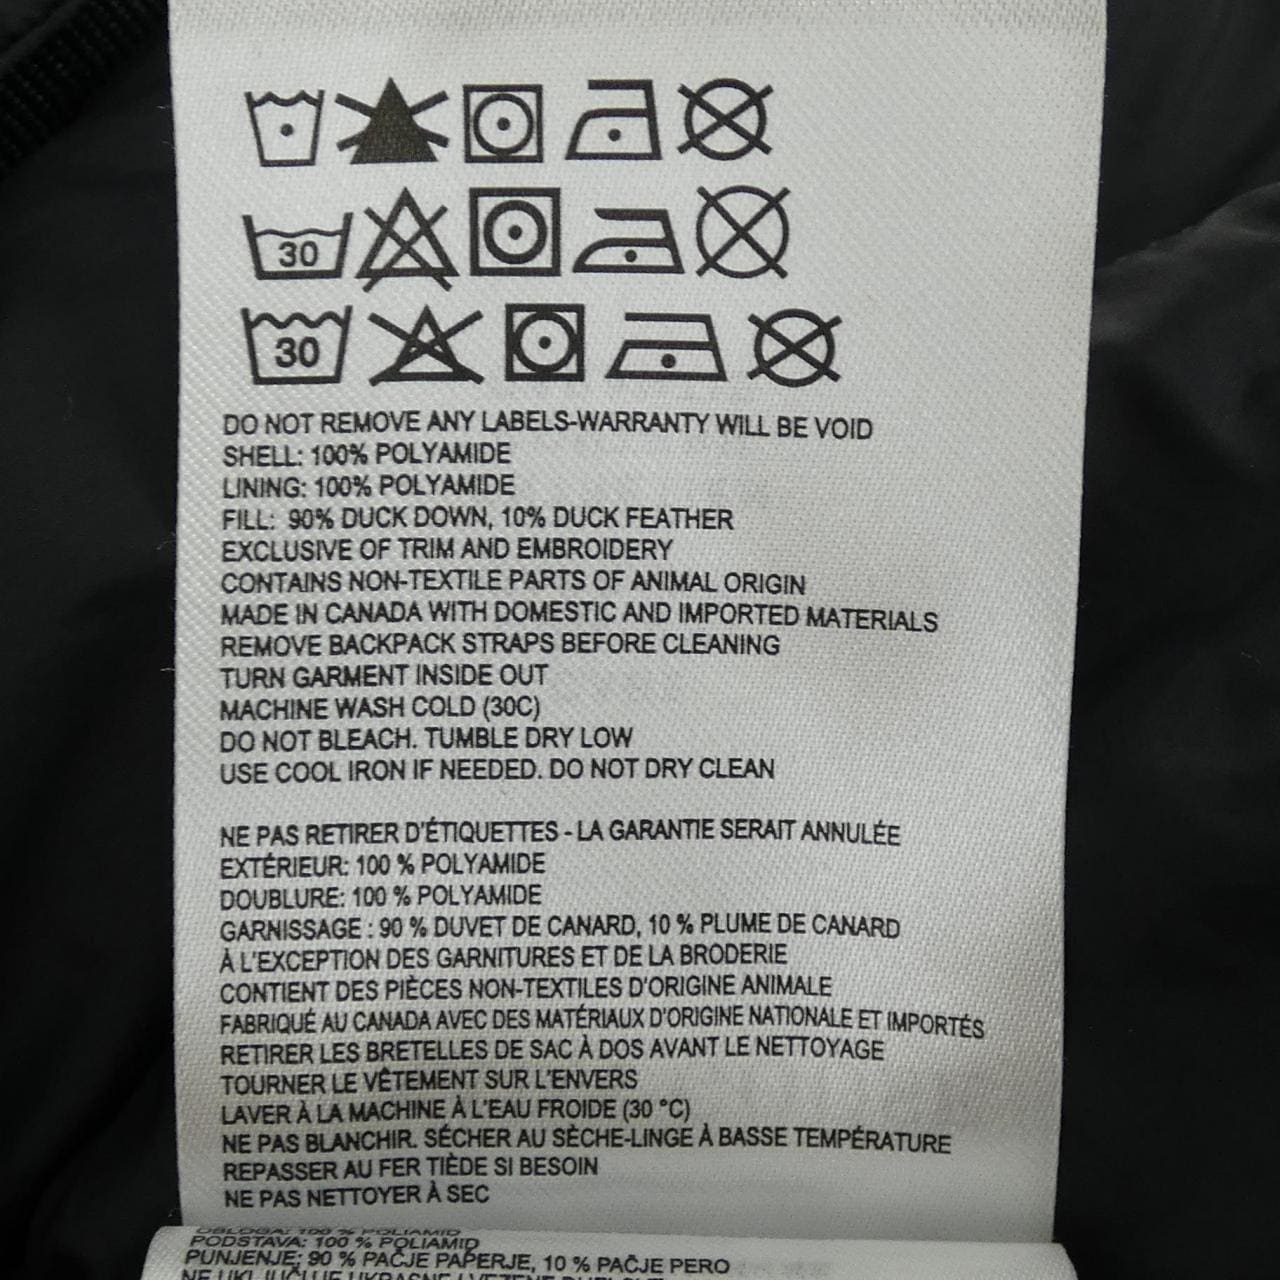 30
30
DO NOT REMOVE ANY LABELS-WARRANTY WILL BE VOID
SHELL: 100% POLYAMIDE
LINING: 100% POLYAMIDE
FILL: 90% DUCK DOWN, 10% DUCK FEATHER
EXCLUSIVE OF TRIM AND EMBROIDERY
CONTAINS NON-TEXTILE PARTS OF ANIMAL ORIGIN
MADE IN CANADA WITH DOMESTIC AND IMPORTED MATERIALS
REMOVE BACKPACK STRAPS BEFORE CLEANING
TURN GARMENT INSIDE OUT
MACHINE WASH COLD (30C)
DO NOT BLEACH. TUMBLE DRY LOW
USE COOL IRON IF NEEDED. DO NOT DRY CLEAN
NE PAS RETIRER D'ÉTIQUETTES - LA GARANTIE SERAIT ANNULÉE
EXTÉRIEUR: 100 % POLYAMIDE
DOUBLURE: 100 % POLYAMIDE
GARNISSAGE : 90 % DUVET DE CANARD, 10 % PLUME DE CANARD
À L'EXCEPTION DES GARNITURES ET DE LA BRODERIE
CONTIENT DES PIÈCES NON-TEXTILES D'ORIGINE ANIMALE
FABRIQUÉ AU CANADA AVEC DES MATÉRIAUX D'ORIGINE NATIONALE ET IMPORTÉS
RETIRER LES BRETELLES DE SAC À DOS AVANT LE NETTOYAGE
TOURNER LE VÊTEMENT SUR L'ENVERS
LAVER À LA MACHINE À L'EAU FROIDE (30 °C)
NE PAS BLANCHIR. SÉCHER AU SÈCHE-LINGE À BASSE TEMPÉRATURE
REPASSER AU FER TIÈDE SI BESOIN
NE PAS NETTOYER À SEC
OBLOGA: 100 % POLIAMID
PODSTAVA: 100 % POLIAMID
PUNJENJE: 90 % PAČJE PAPERJE, 10 % PAČJE PERO
NE UKLJUČUJE UKRASNE I VEZENE